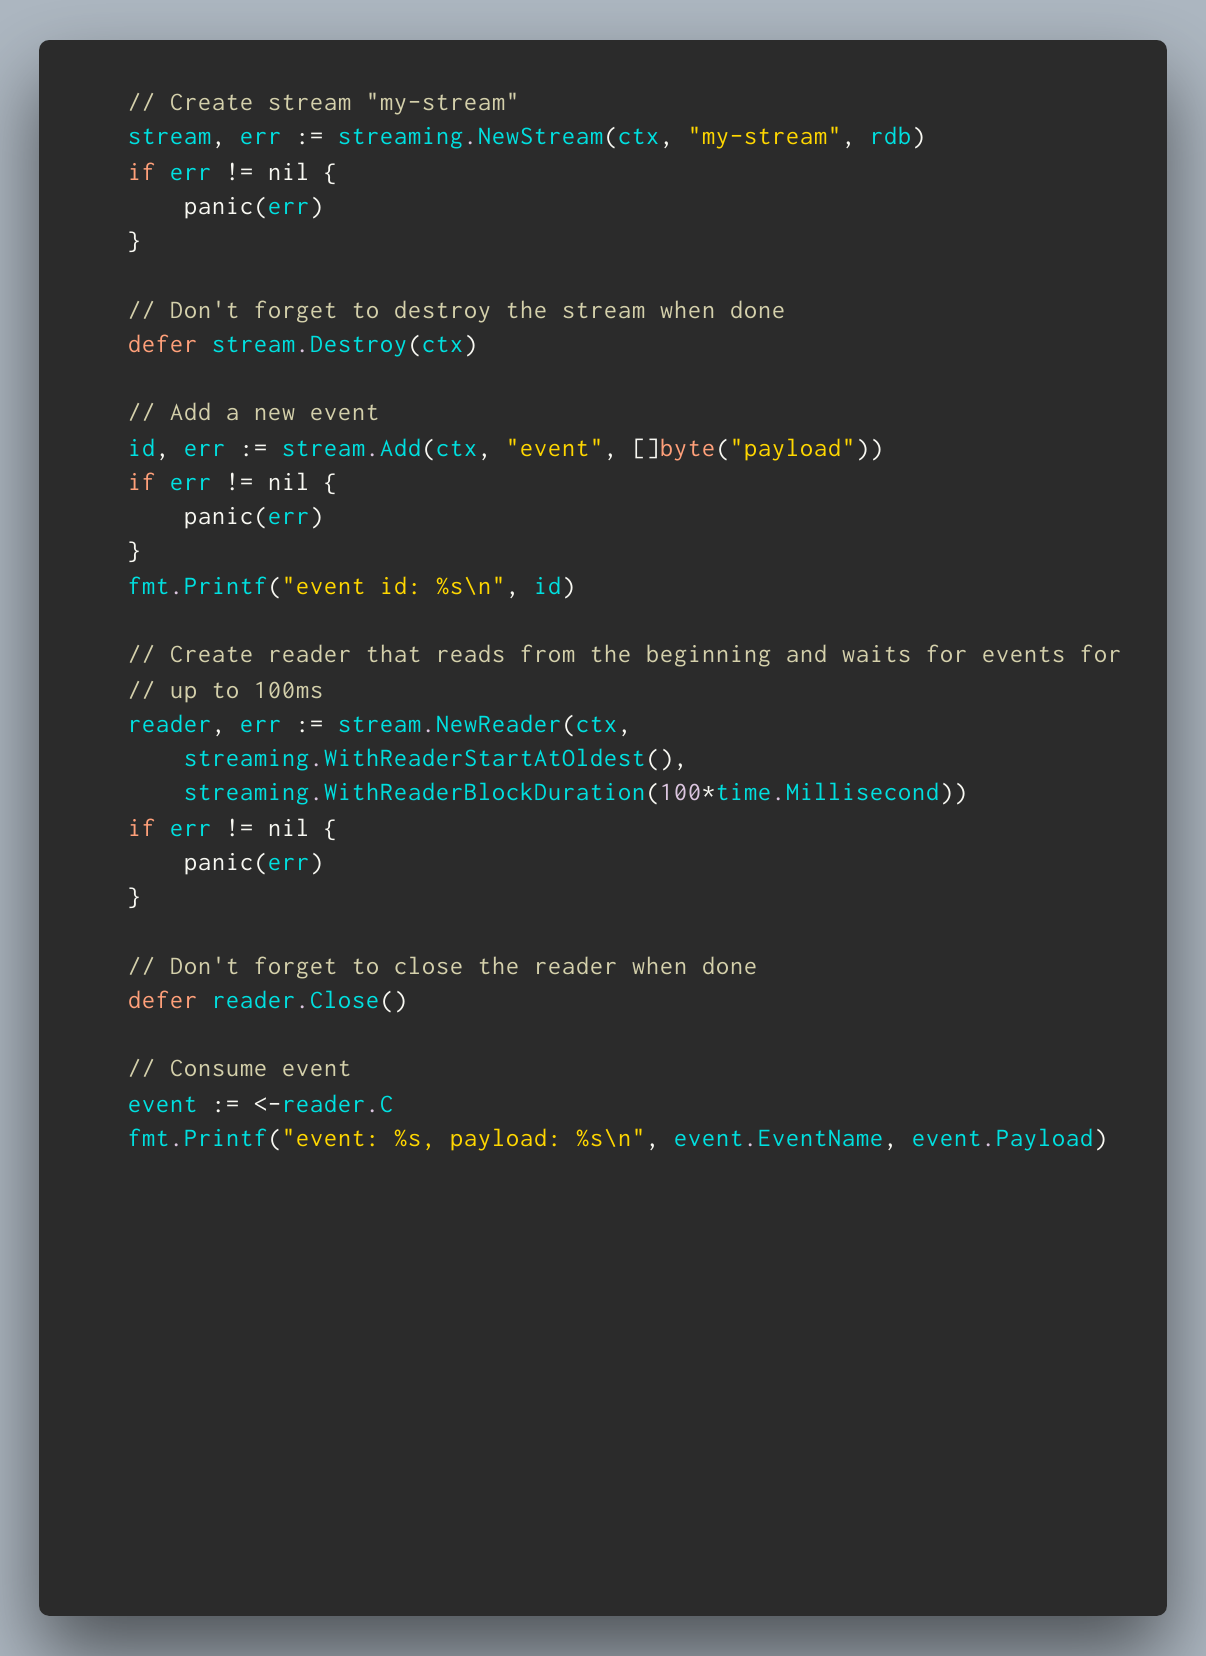 // Create stream "my-stream"
stream, err := streaming.NewStream(ctx, "my-stream", rdb)
if err != nil {
    panic(err)
}

// Don't forget to destroy the stream when done
defer stream.Destroy(ctx)

// Add a new event
id, err := stream.Add(ctx, "event", []byte("payload"))
if err != nil {
    panic(err)
}
fmt.Printf("event id: %s\n", id)

// Create reader that reads from the beginning and waits for events for
// up to 100ms
reader, err := stream.NewReader(ctx,
    streaming.WithReaderStartAtOldest(),
    streaming.WithReaderBlockDuration(100*time.Millisecond))
if err != nil {
    panic(err)
}

// Don't forget to close the reader when done
defer reader.Close()

// Consume event
event := <-reader.C
fmt.Printf("event: %s, payload: %s\n", event.EventName, event.Payload)